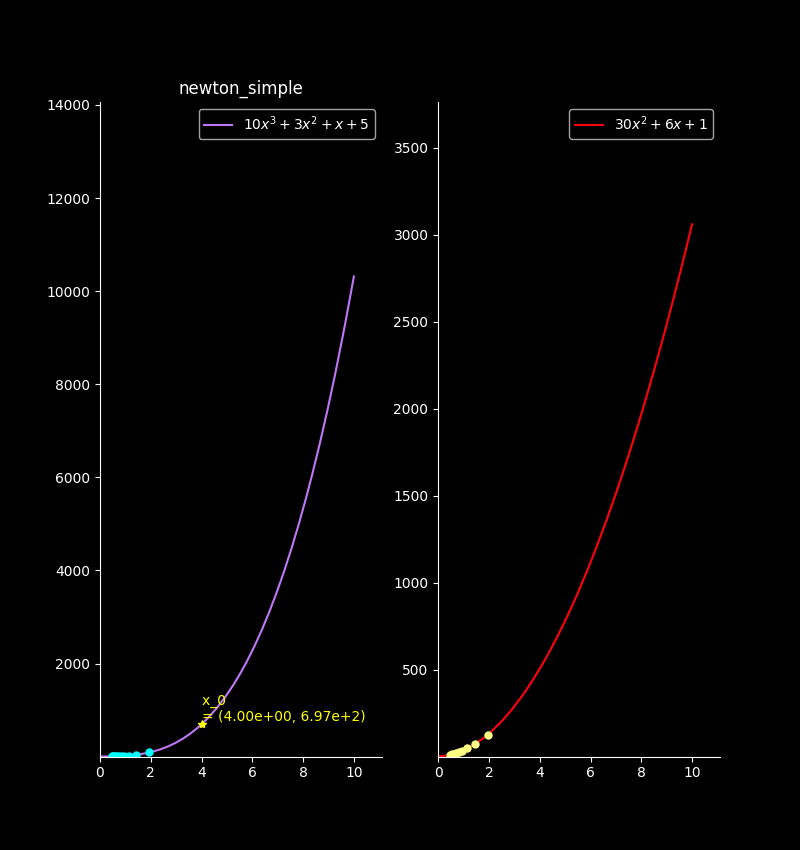 newton_simple
14000
12000
10000
8000
6000
4000
2000
0 2 4 6 8 10
10x³ + 3x² + x + 5
x_0
= (4.00e+00, 6.97e+2)
3500
3000
2500
2000
1500
1000
500
0 2 4 6 8 10
30x² + 6x + 1